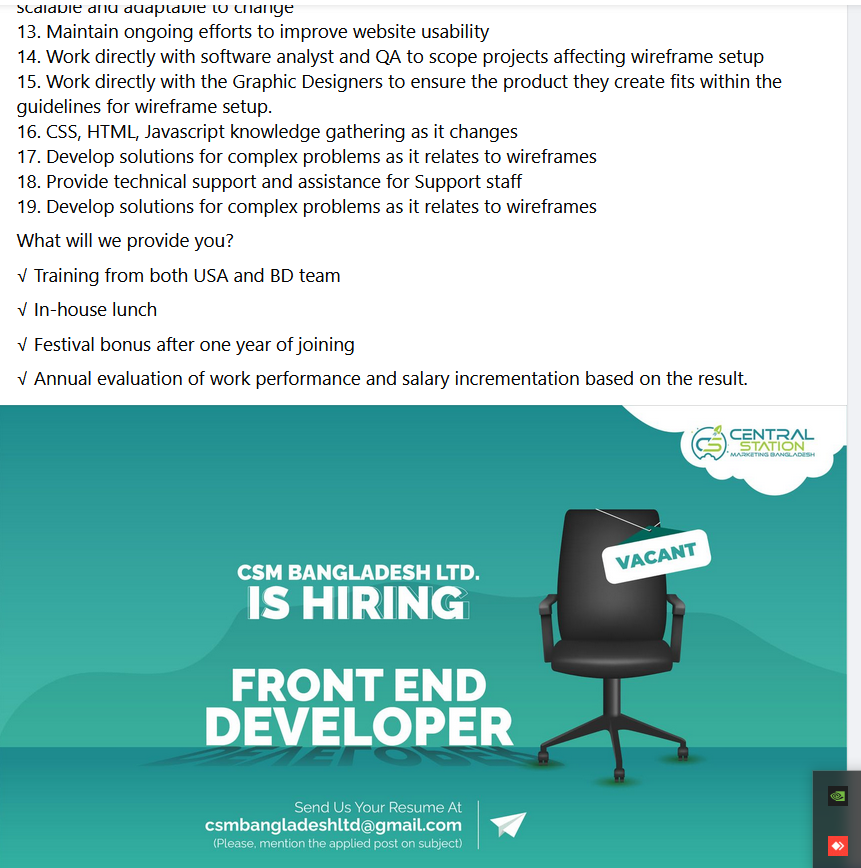 scalable and adaptable to change
13. Maintain ongoing efforts to improve website usability
14. Work directly with software analyst and QA to scope projects affecting wireframe setup
15. Work directly with the Graphic Designers to ensure the product they create fits within the
guidelines for wireframe setup.
16. CSS, HTML, Javascript knowledge gathering as it changes
17. Develop solutions for complex problems as it relates to wireframes
18. Provide technical support and assistance for Support staff
19. Develop solutions for complex problems as it relates to wireframes
What will we provide you?
√ Training from both USA and BD team
√ In-house lunch
√ Festival bonus after one year of joining
√ Annual evaluation of work performance and salary incrementation based on the result.
CENTRAL
STATION
MARKETING BANGLADESH
VACANT
CSM BANGLADESH LTD.
IS HIRING
FRONT END
DEVELOPER
Send Us Your Resume At
csmbangladeshltd@gmail.com
(Please, mention the applied post on subject)